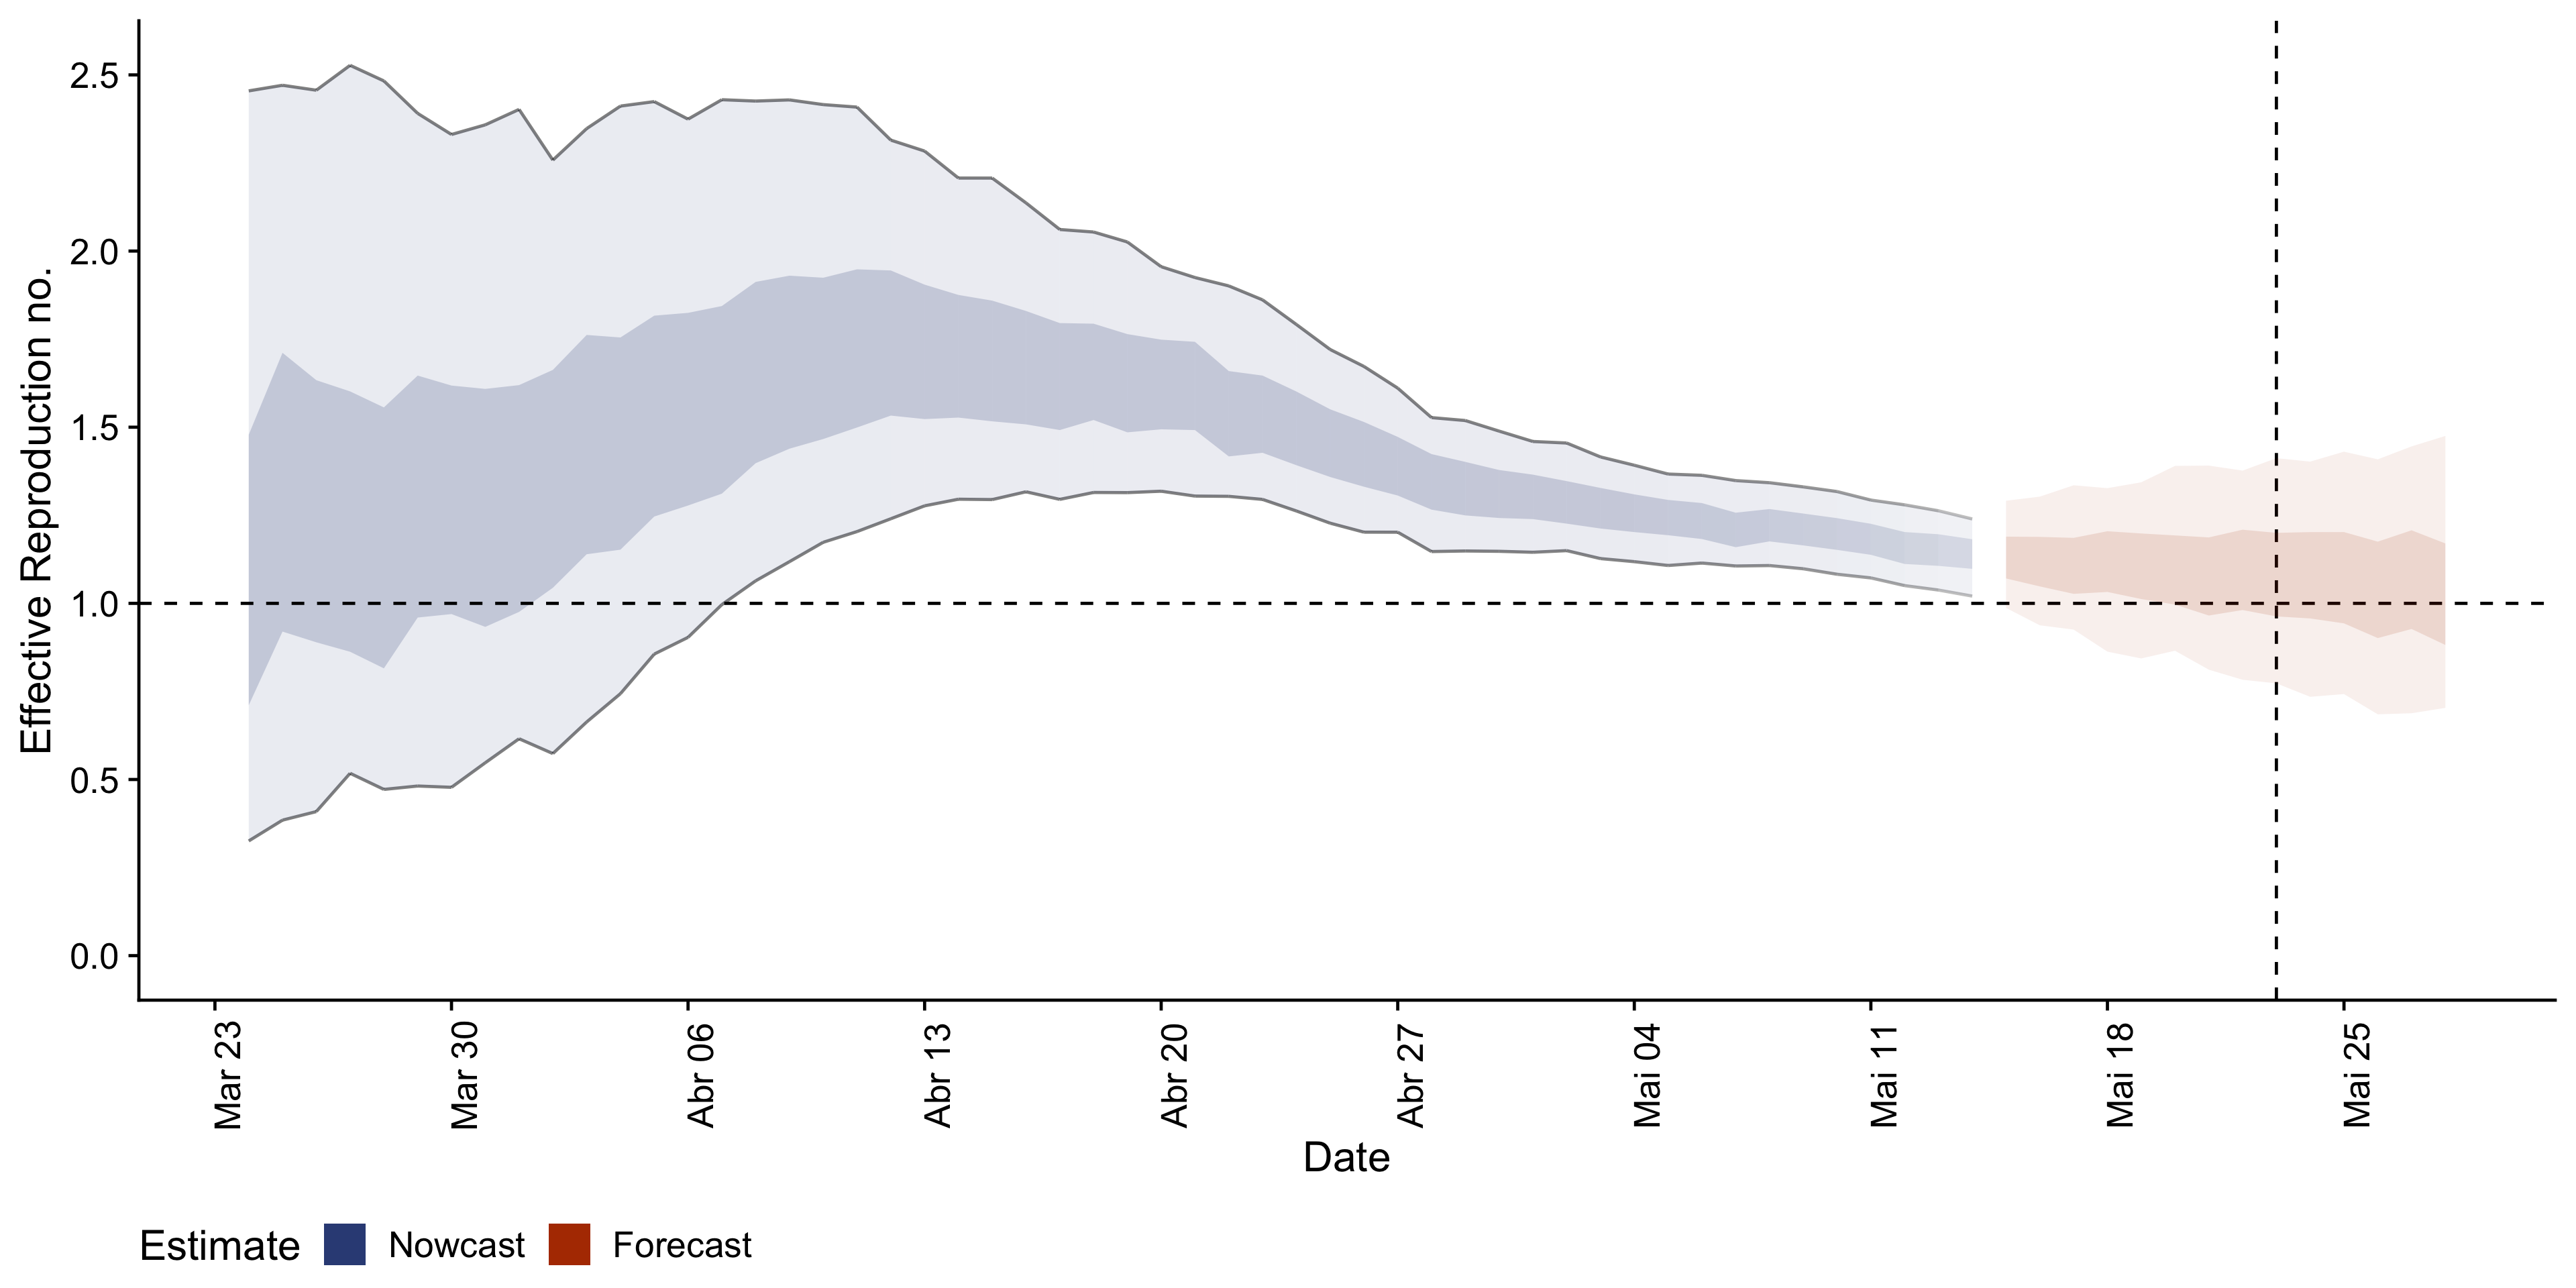 Effective Reproduction no.
2.5
2.0
1.5
1.0
0.5
0.0
Mar 23
Mar 30
Abr 06
Abr 13
Abr 20
Abr 27
Mai 04
Mai 11
Mai 18
Mai 25
Date
Estimate Nowcast Forecast